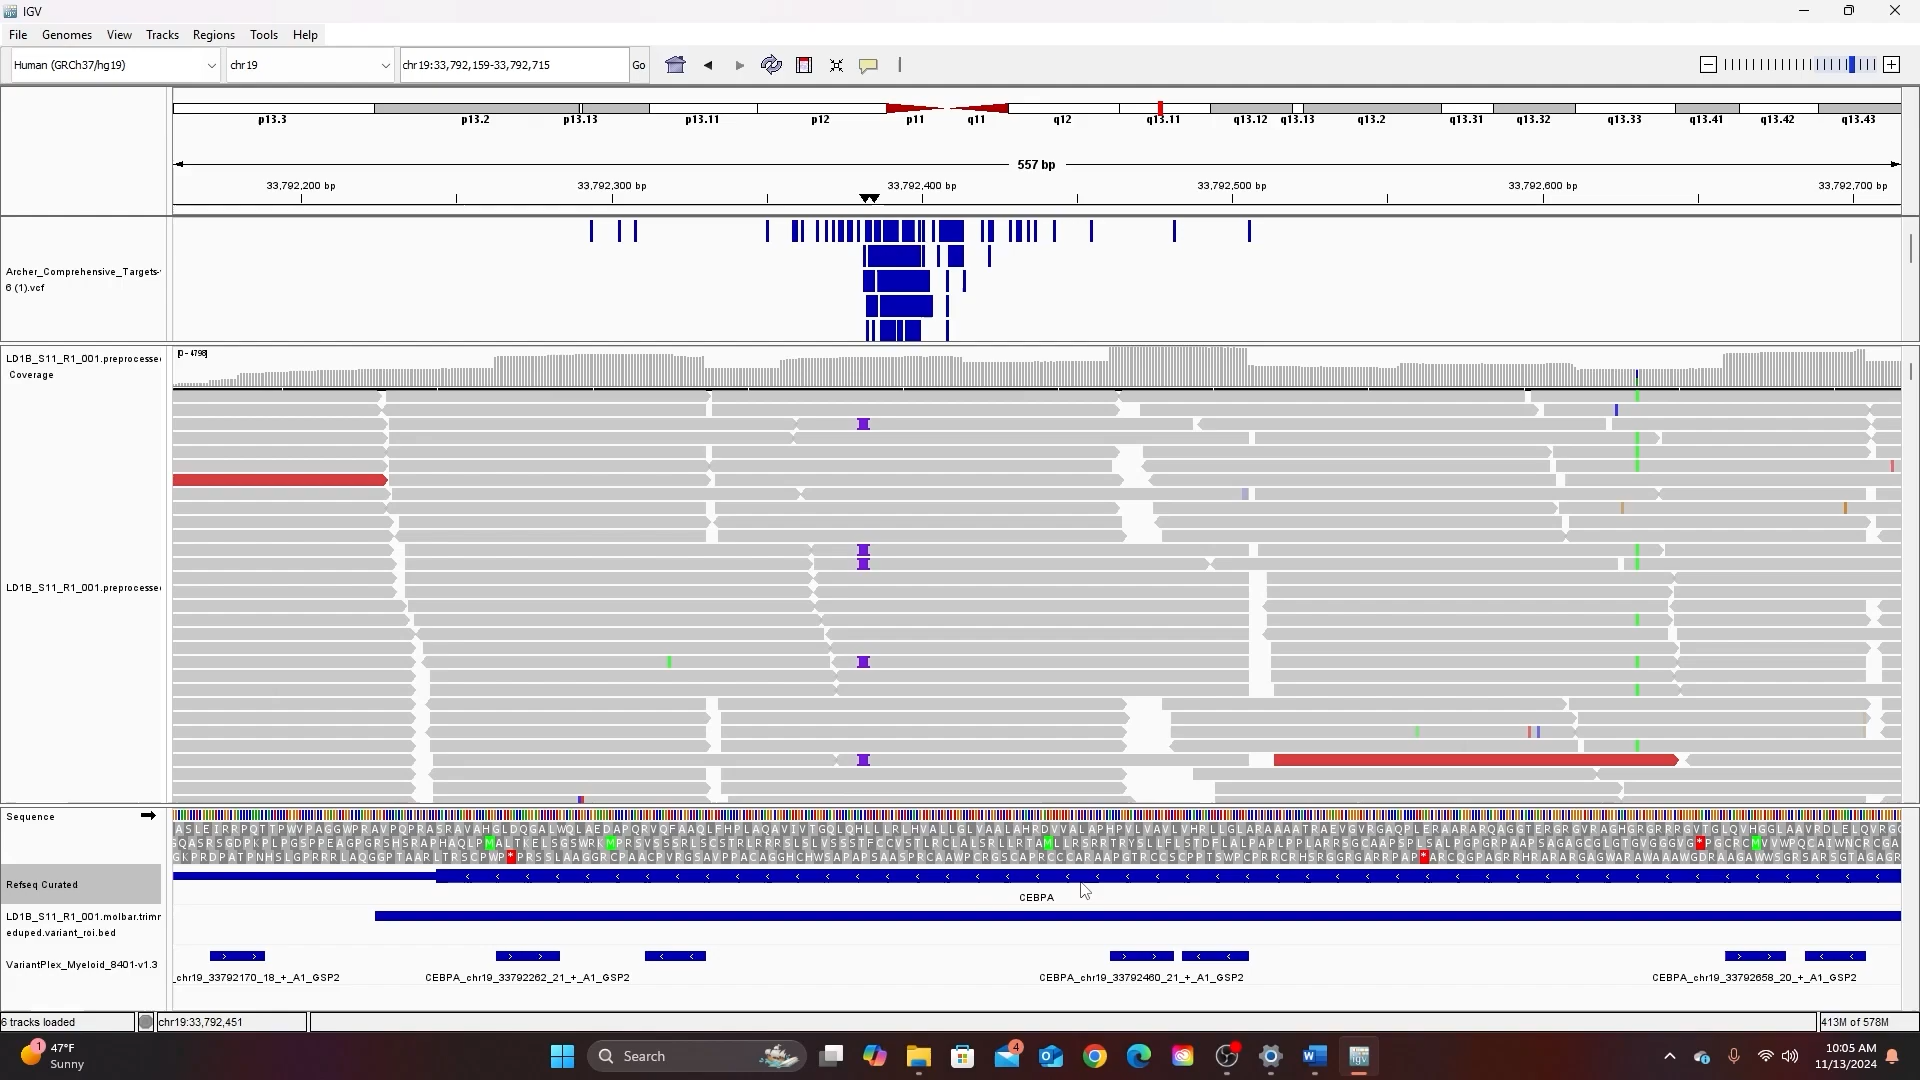 IGV
File Genomes View Tracks Regions Tools Help
Human (GRCh37/hg19) chr19 chr19:33,792,159-33,792,715 Go
p13.3 p13.2 p13.13 p13.11 p12 p11 q11 q12 q13.11 q13.12 q13.13 q13.2 q13.31 q13.32 q13.33 q13.41 q13.42 q13.43
557 bp
33,792,200 bp 33,792,300 bp 33,792,400 bp 33,792,500 bp 33,792,600 bp 33,792,700 bp
Archer_Comprehensive_Targets-
6 (1).vcf
LD1B_S11_R1_001.preprocesse
Coverage
[0 - 4798]
LD1B_S11_R1_001.preprocesse
Sequence
Refseq Curated
CEBPA
LD1B_S11_R1_001.molbar.trimr
eduped.variant_roi.bed
VariantPlex_Myeloid_8401-v1.3
_chr19_33792170_18_+_A1_GSP2 CEBPA_chr19_33792262_21_+_A1_GSP2 CEBPA_chr19_33792460_21_+_A1_GSP2 CEBPA_chr19_33792658_20_+_A1_GSP2
6 tracks loaded chr19:33,792,451 413M of 578M
1 47°F
Sunny
Search
4
10:05 AM
11/13/2024